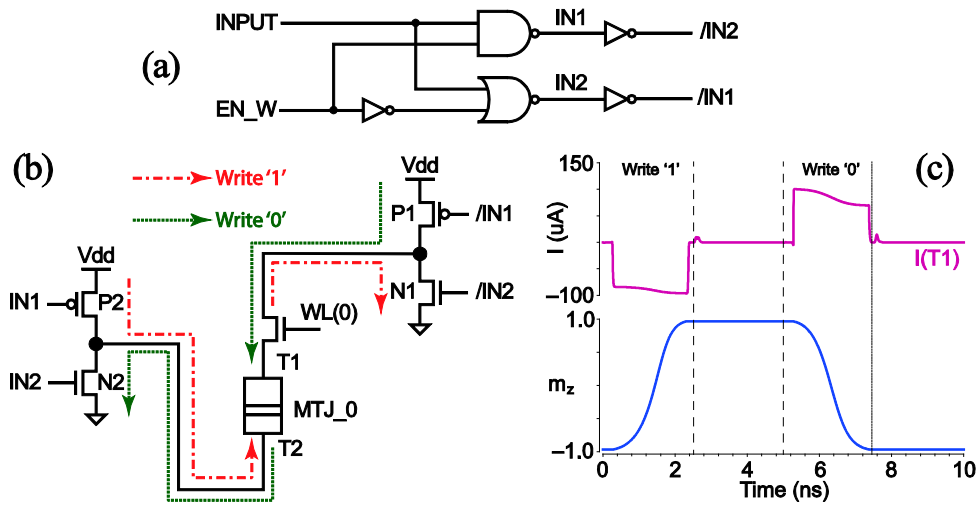 INPUT
IN1
/IN2
(a)
EN_W
IN2
/IN1
(b)
Write '1'
Write '0'
Vdd
P1
/IN1
N1
/IN2
WL(0)
T1
MTJ_0
T2
Vdd
IN1
P2
IN2
N2
(c)
150
Write '1'
Write '0'
I (uA)
I(T1)
−100
1.0
mz
−1.0
0 2 4 6 8 10
Time (ns)